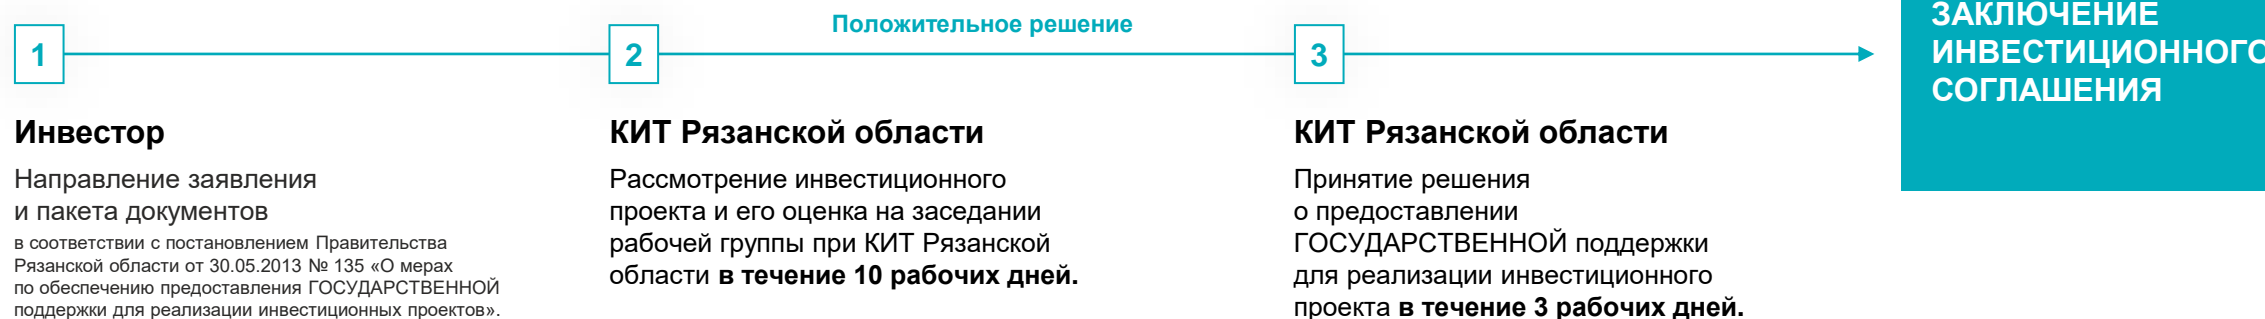 1
2
Положительное решение
3
ЗАКЛЮЧЕНИЕ
ИНВЕСТИЦИОННОГО
СОГЛАШЕНИЯ
Инвестор
Направление заявления
и пакета документов
в соответствии с постановлением Правительства
Рязанской области от 30.05.2013 № 135 «О мерах
по обеспечению предоставления ГОСУДАРСТВЕННОЙ
поддержки для реализации инвестиционных проектов».
КИТ Рязанской области
Рассмотрение инвестиционного
проекта и его оценка на заседании
рабочей группы при КИТ Рязанской
области в течение 10 рабочих дней.
КИТ Рязанской области
Принятие решения
о предоставлении
ГОСУДАРСТВЕННОЙ поддержки
для реализации инвестиционного
проекта в течение 3 рабочих дней.